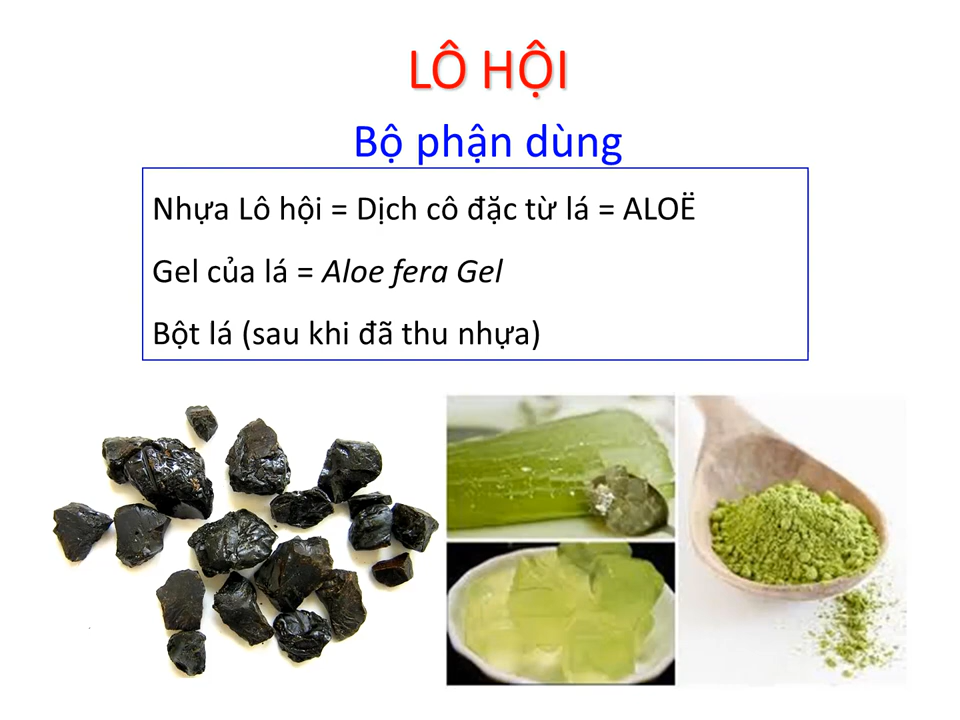 LÔ HỘI
Bộ phận dùng
Nhựa Lô hội = Dịch cô đặc từ lá = ALOË
Gel của lá = Aloe fera Gel
Bột lá (sau khi đã thu nhựa)